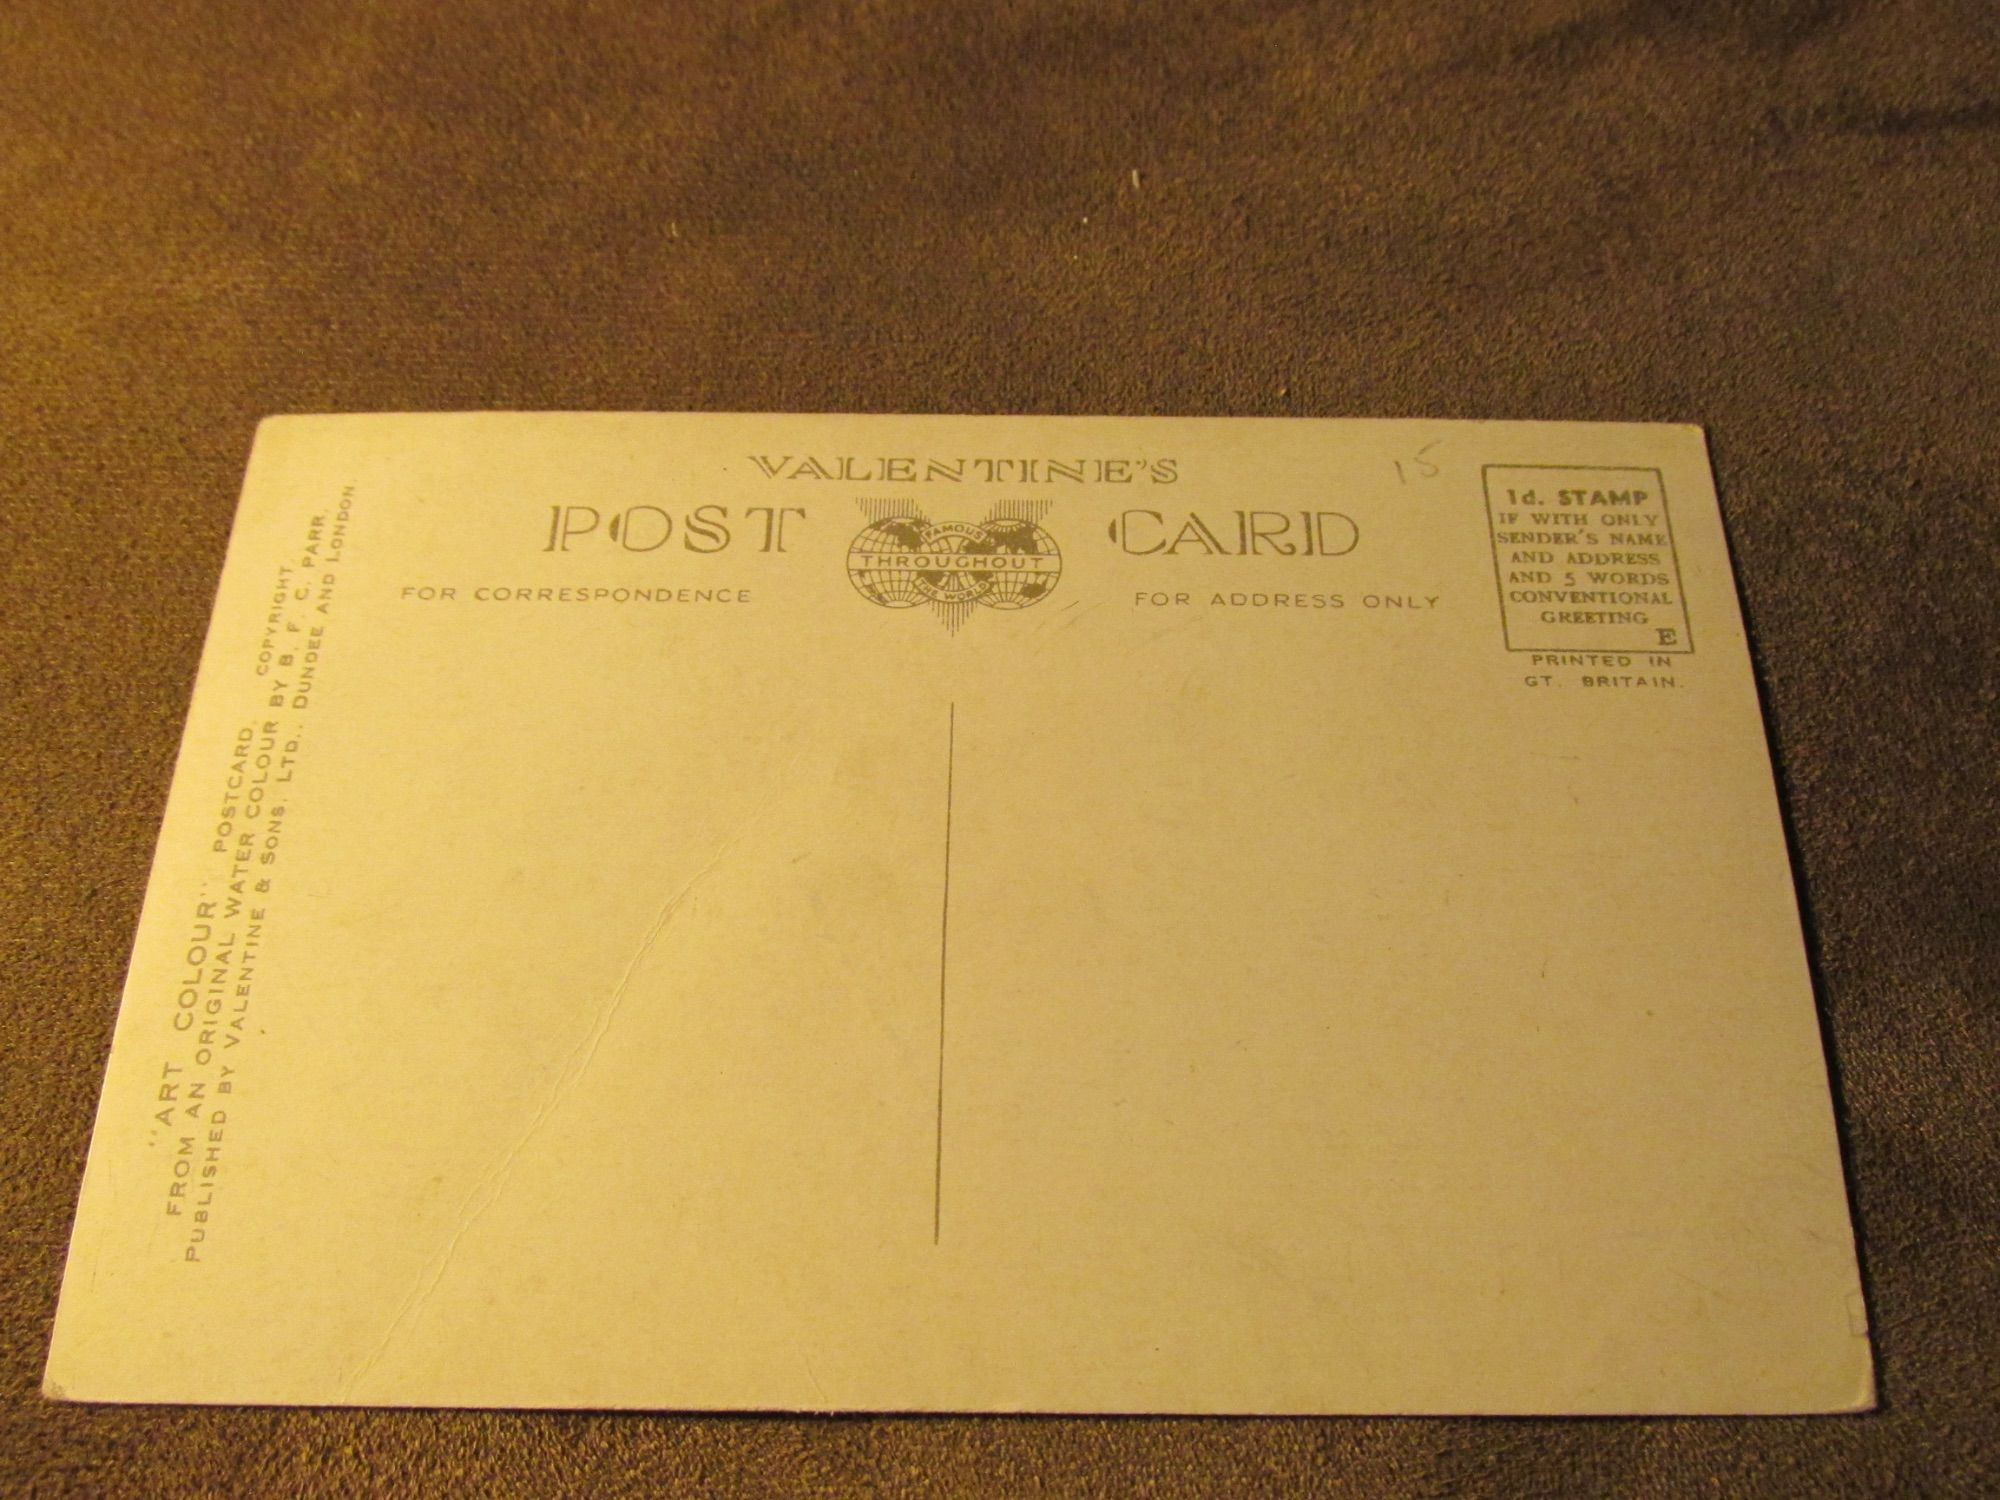 VALENTINE'S
POST CARD
FAMOUS
THROUGHOUT
THE WORLD
FOR CORRESPONDENCE
FOR ADDRESS ONLY
15
1d. STAMP
IF WITH ONLY
SENDER'S NAME
AND ADDRESS
AND 5 WORDS
CONVENTIONAL
GREETING
E
PRINTED IN
GT. BRITAIN.
"ART COLOUR" POSTCARD. COPYRIGHT.
FROM AN ORIGINAL WATER COLOUR BY B. F. C. PARR.
PUBLISHED BY VALENTINE & SONS, LTD., DUNDEE AND LONDON.